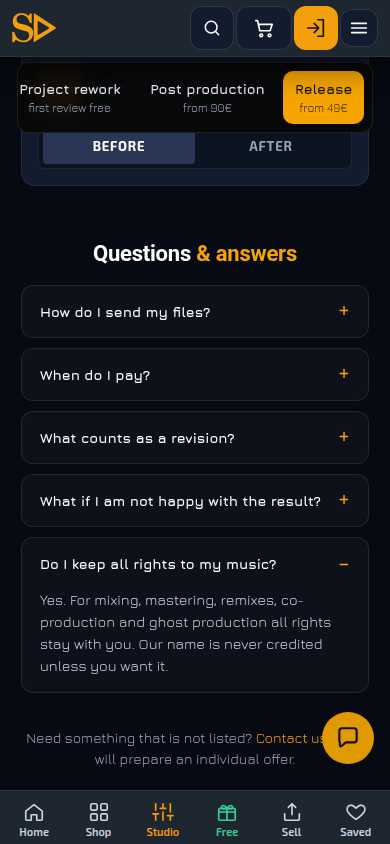 SD
Project rework
first review free
Post production
from 90€
Release
from 49€
BEFORE
AFTER
Questions & answers
How do I send my files?
When do I pay?
What counts as a revision?
What if I am not happy with the result?
Do I keep all rights to my music?
Yes. For mixing, mastering, remixes, co-
production and ghost production all rights
stay with you. Our name is never credited
unless you want it.
Need something that is not listed? Contact us
will prepare an individual offer.
Home
Shop
Studio
Free
Sell
Saved